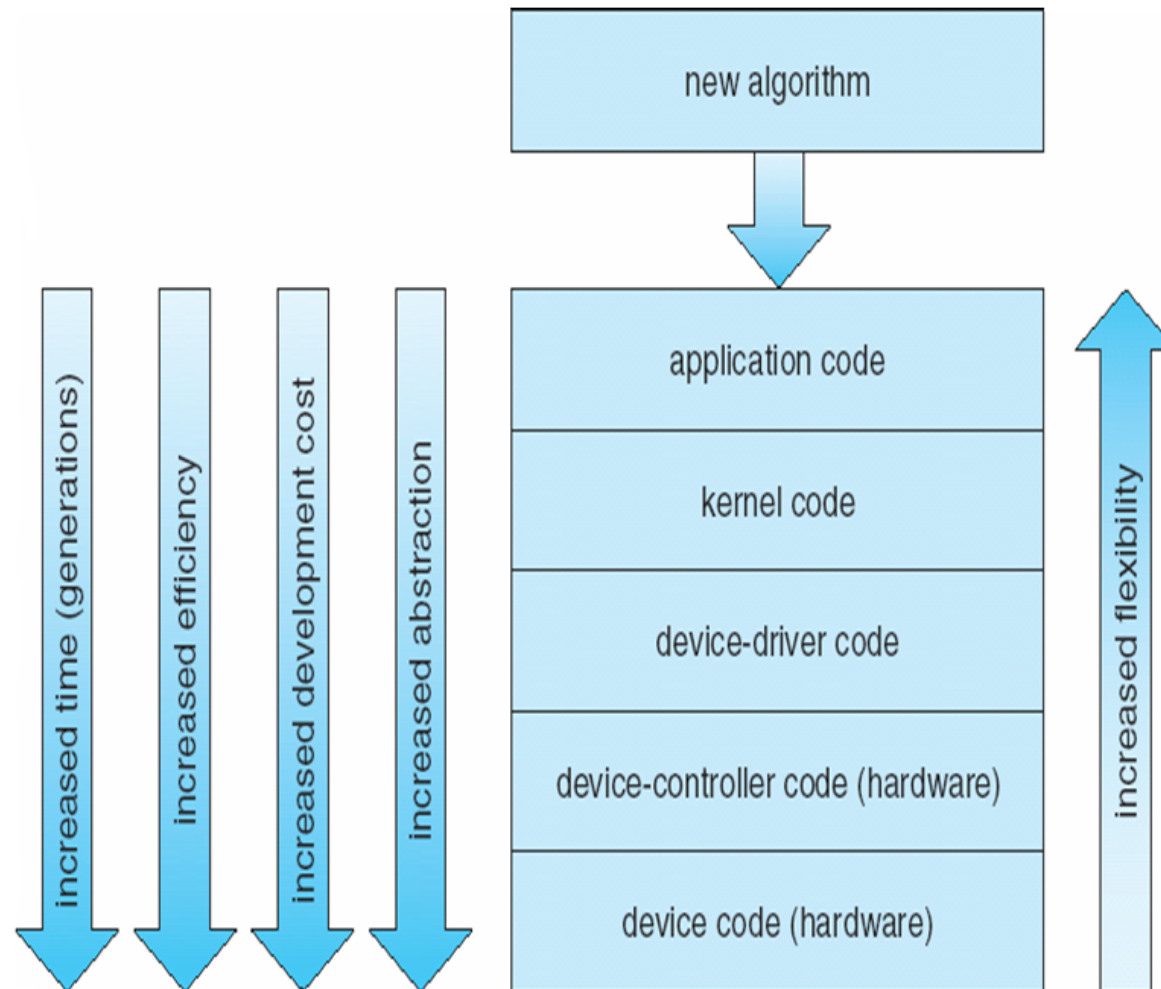 new algorithm
increased time (generations)
increased efficiency
increased development cost
increased abstraction
application code
kernel code
device-driver code
device-controller code (hardware)
device code (hardware)
increased flexibility